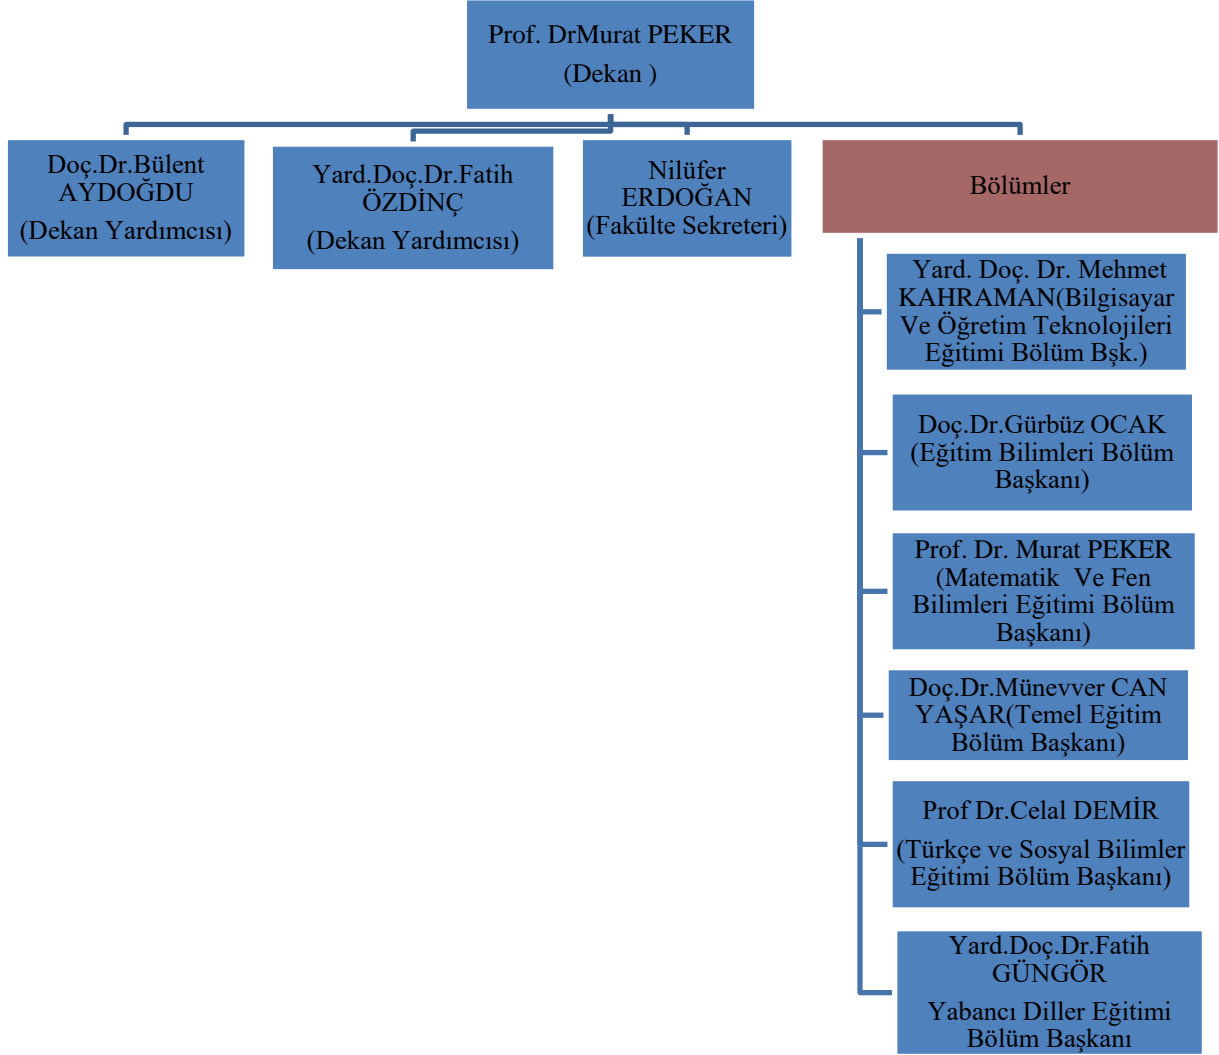 Prof. DrMurat PEKER
(Dekan )
Doç.Dr.Bülent
AYDOĞDU
(Dekan Yardımcısı)
Yard.Doç.Dr.Fatih
ÖZDİNÇ
(Dekan Yardımcısı)
Nilüfer
ERDOĞAN
(Fakülte Sekreteri)
Bölümler
Yard. Doç. Dr. Mehmet
KAHRAMAN(Bilgisayar
Ve Öğretim Teknolojileri
Eğitimi Bölüm Bşk.)
Doç.Dr.Gürbüz OCAK
(Eğitim Bilimleri Bölüm
Başkanı)
Prof. Dr. Murat PEKER
(Matematik  Ve Fen
Bilimleri Eğitimi Bölüm
Başkanı)
Doç.Dr.Münevver CAN
YAŞAR(Temel Eğitim
Bölüm Başkanı)
Prof Dr.Celal DEMİR
(Türkçe ve Sosyal Bilimler
Eğitimi Bölüm Başkanı)
Yard.Doç.Dr.Fatih
GÜNGÖR
Yabancı Diller Eğitimi
Bölüm Başkanı